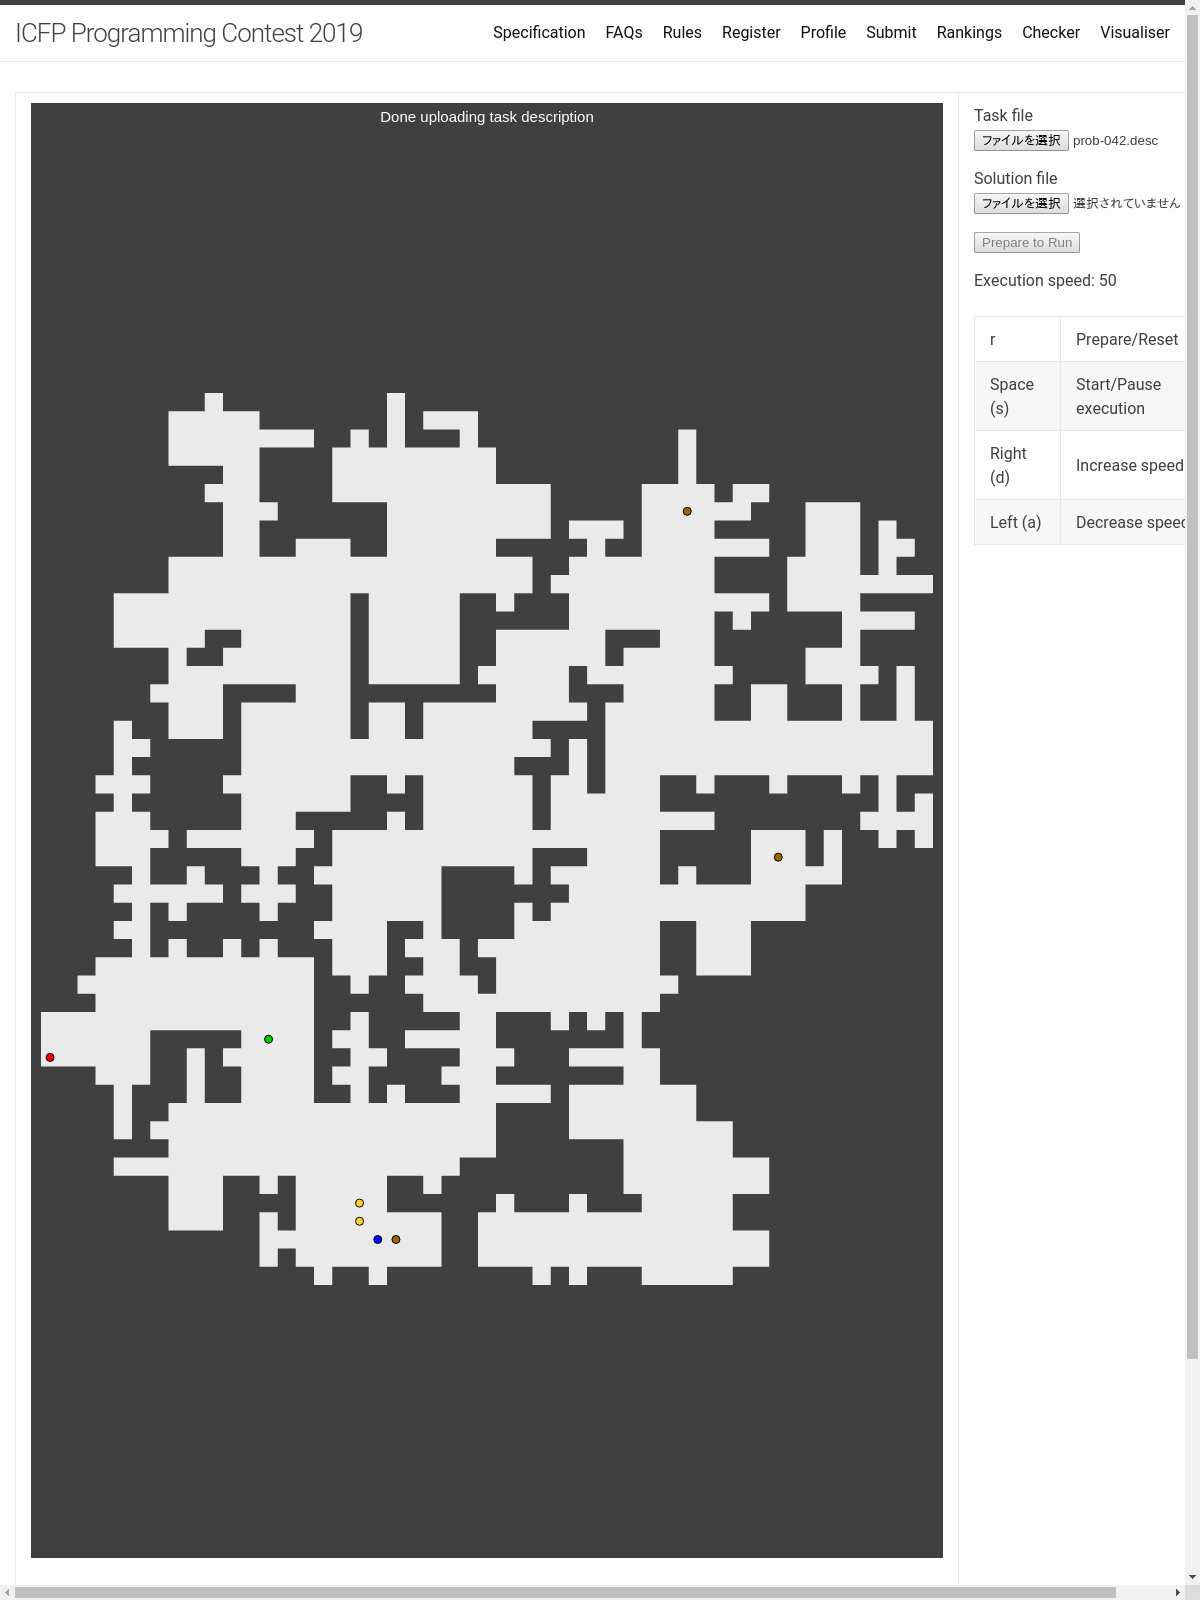 ICFP Programming Contest 2019
Specification FAQs Rules Register Profile Submit Rankings Checker Visualiser
Done uploading task description
Task file
ファイルを選択 prob-042.desc
Solution file
ファイルを選択 選択されていません
Prepare to Run
Execution speed: 50
r Prepare/Reset
Space (s) Start/Pause execution
Right (d) Increase speed
Left (a) Decrease speed